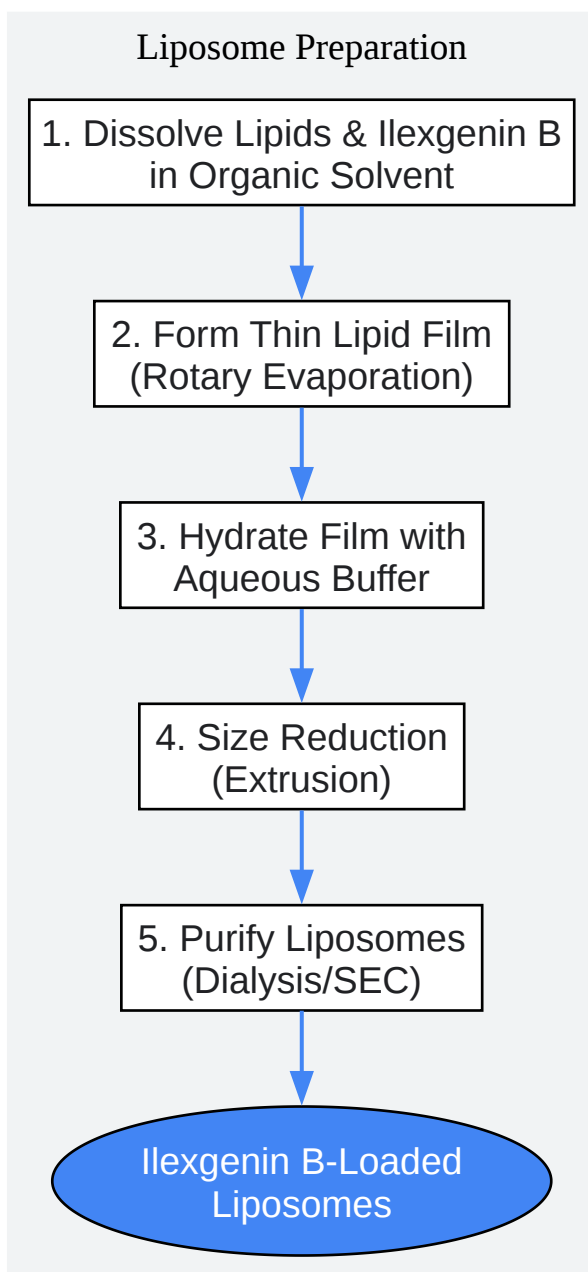 Liposome Preparation
1. Dissolve Lipids & Ilexgenin B
in Organic Solvent
2. Form Thin Lipid Film
(Rotary Evaporation)
3. Hydrate Film with
Aqueous Buffer
4. Size Reduction
(Extrusion)
5. Purify Liposomes
(Dialysis/SEC)
Ilexgenin B-Loaded
Liposomes